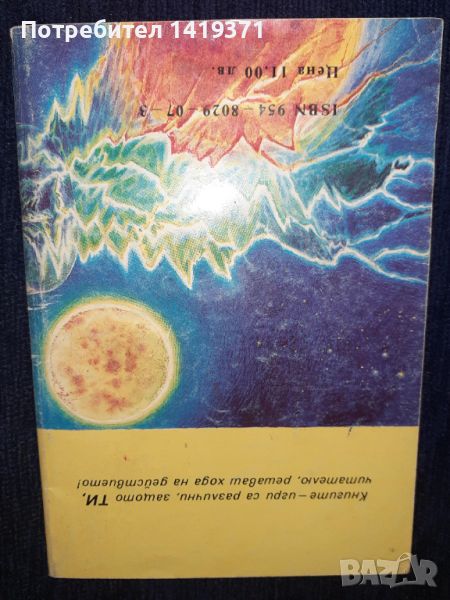 Потребител 1419371
Книгите – игри са различни, защото ТИ,
читателю, решаваш хода на действието!
ISBN 954 – 8029 – 07 – 3
Цена 11.00 лв.
BAZAR